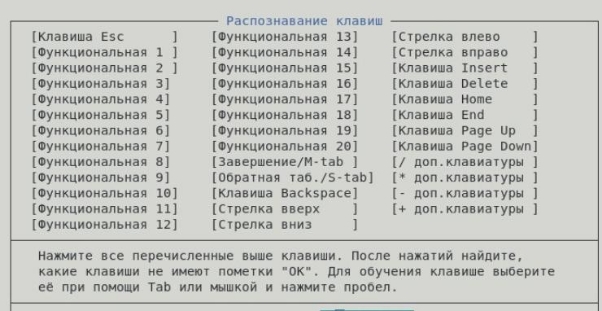 Распознавание клавиш
[Клавиша Esc      ] [Функциональная 13] [Стрелка влево    ]
[Функциональная 1 ] [Функциональная 14] [Стрелка вправо   ]
[Функциональная 2 ] [Функциональная 15] [Клавиша Insert   ]
[Функциональная 3] [Функциональная 16] [Клавиша Delete   ]
[Функциональная 4] [Функциональная 17] [Клавиша Home     ]
[Функциональная 5] [Функциональная 18] [Клавиша End      ]
[Функциональная 6] [Функциональная 19] [Клавиша Page Up  ]
[Функциональная 7] [Функциональная 20] [Клавиша Page Down]
[Функциональная 8] [Завершение/M-tab ] [/ доп.клавиатуры ]
[Функциональная 9] [Обратная таб./S-tab] [* доп.клавиатуры ]
[Функциональная 10] [Клавиша Backspace] [- доп.клавиатуры ]
[Функциональная 11] [Стрелка вверх    ] [+ доп.клавиатуры ]
[Функциональная 12] [Стрелка вниз     ]
Нажмите все перечисленные выше клавиши. После нажатий найдите,
какие клавиши не имеют пометки "OK". Для обучения клавише выберите
её при помощи Tab или мышкой и нажмите пробел.